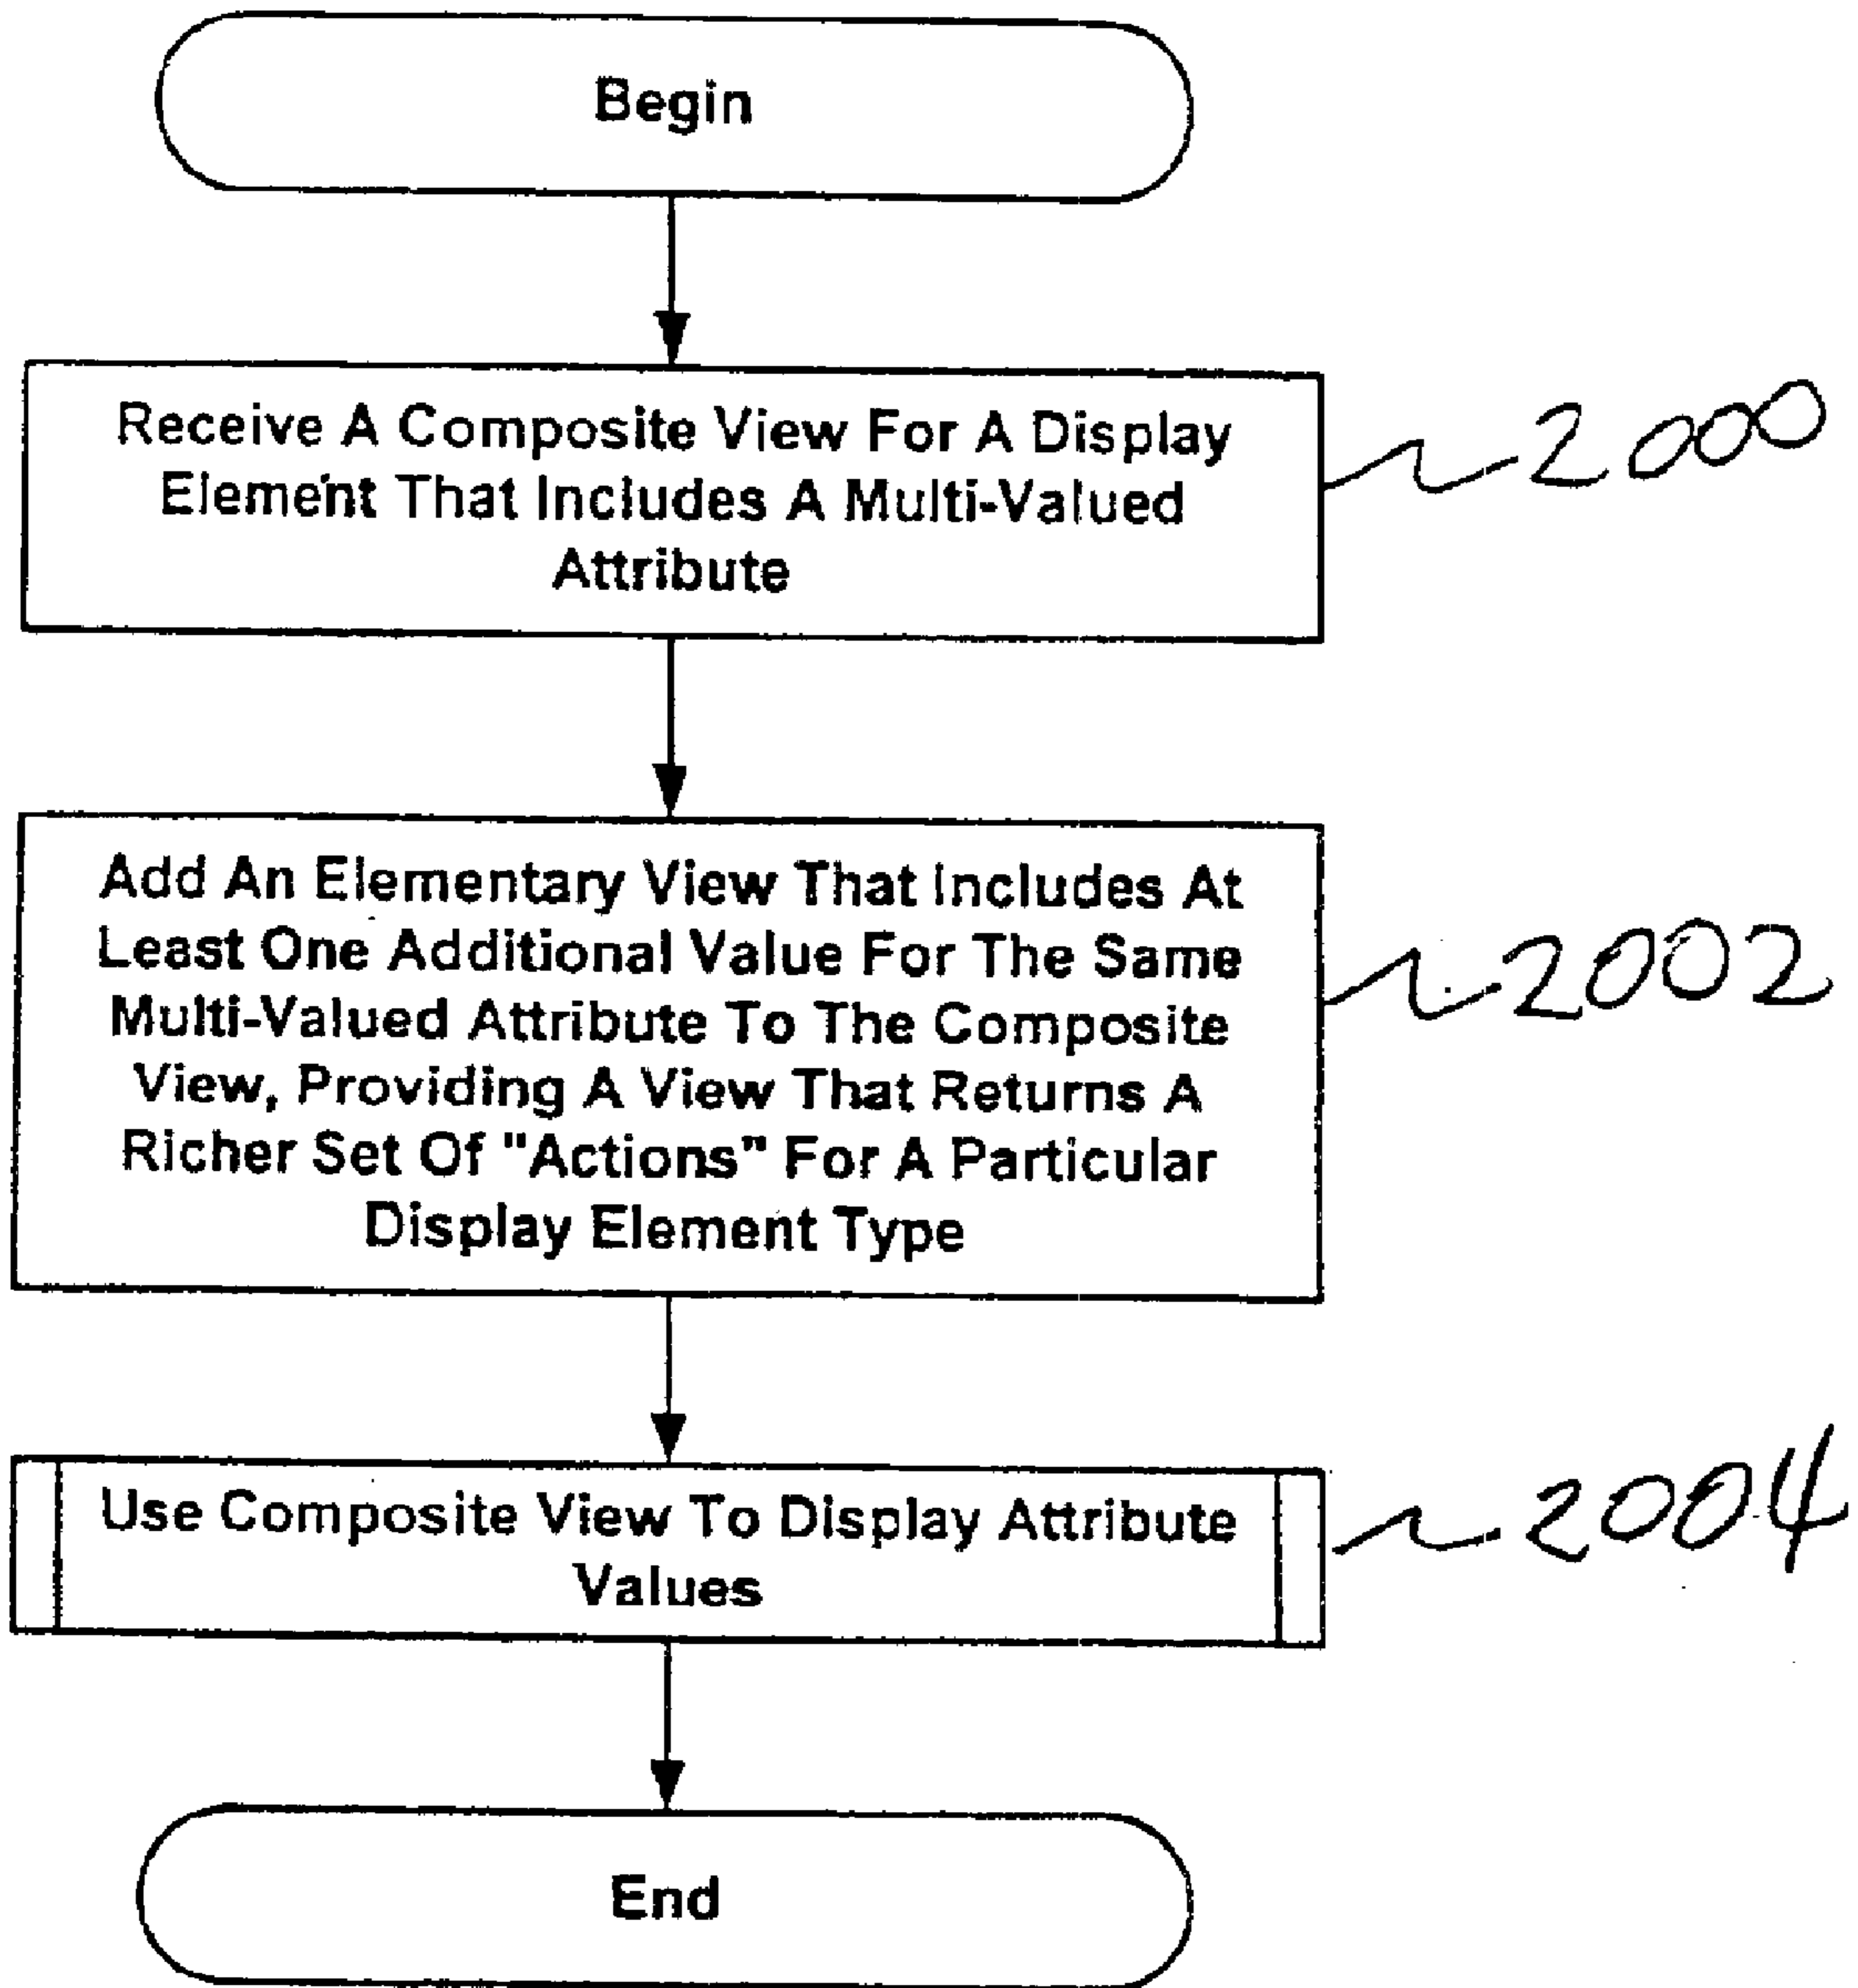 Begin
Receive A Composite View For A Display
Element That Includes A Multi-Valued
Attribute
2000
Add An Elementary View That Includes At
Least One Additional Value For The Same
Multi-Valued Attribute To The Composite
View, Providing A View That Returns A
Richer Set Of "Actions" For A Particular
Display Element Type
2002
Use Composite View To Display Attribute
Values
2004
End